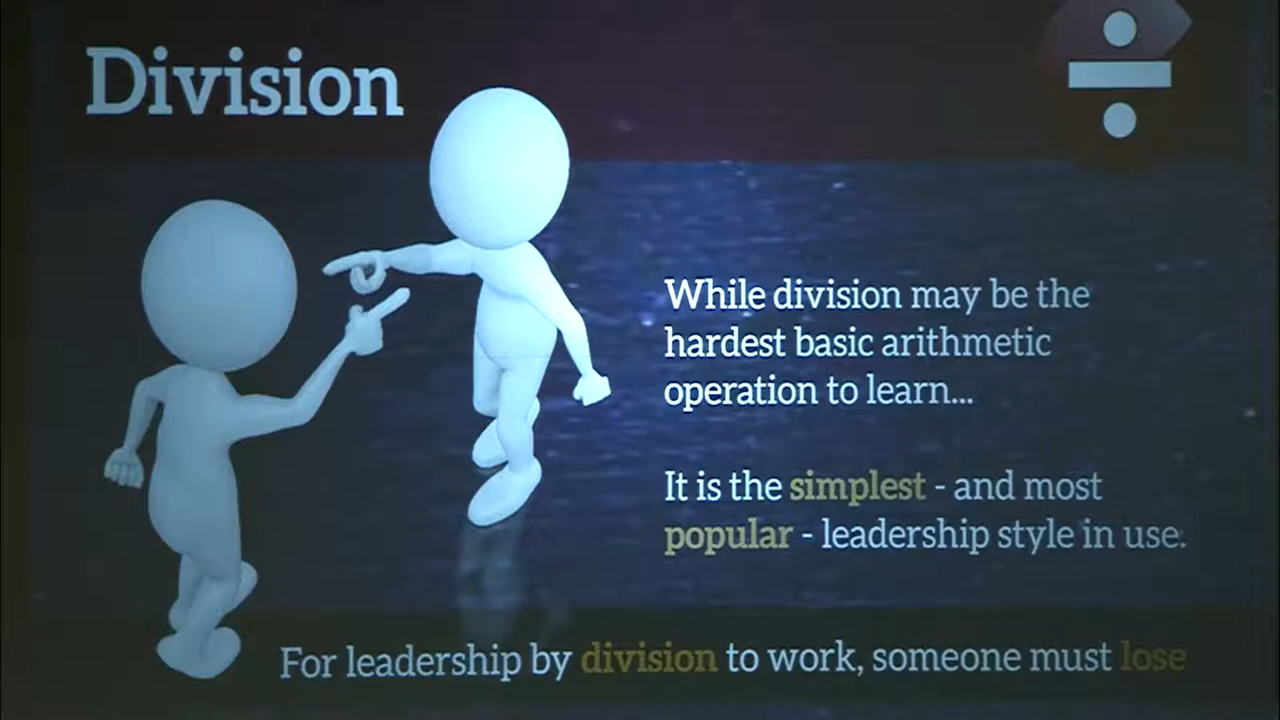 Division
While division may be the
hardest basic arithmetic
operation to learn...
It is the simplest - and most
popular - leadership style in use.
For leadership by division to work, someone must lose